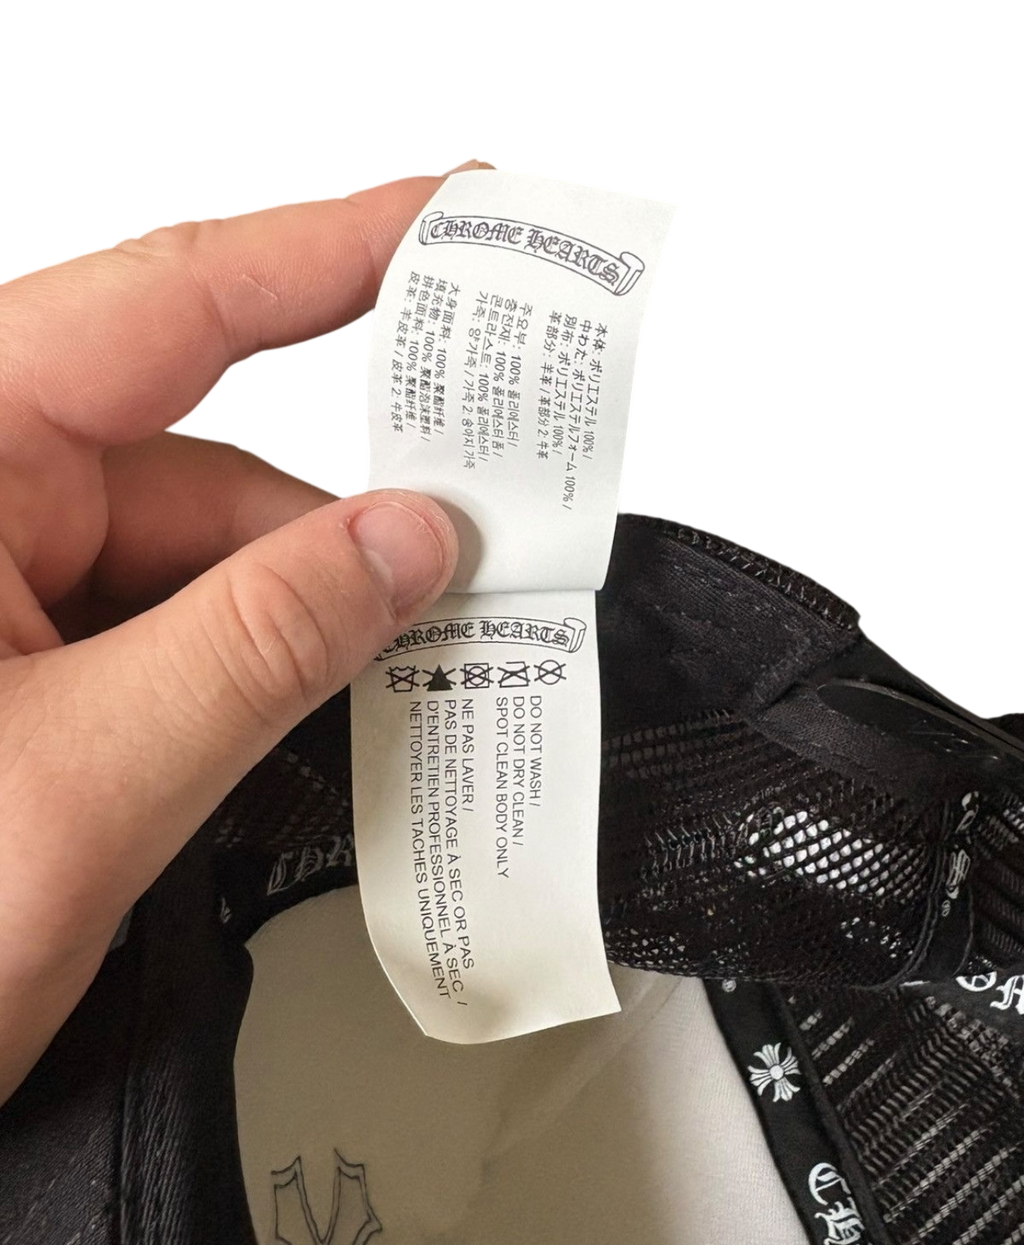 CHROME HEARTS
本体: ポリエステル 100% /
中わた: ポリエステルフォーム 100% /
別布: ポリエステル 100% /
革部分: 羊革 / 革部分 2: 牛革
주요부: 100% 폴리에스터 /
충전재: 100% 폴리에스터폼 /
콘트라스트: 100% 폴리에스터 /
가죽: 양가죽 / 가죽 2: 송아지 가죽
大身面料: 100% 聚酯纤维 /
填充物: 100% 聚酯泡沫塑料 /
拼色面料: 100% 聚酯纤维 /
皮革: 羊皮革 / 皮革 2: 牛皮革
CHROME HEARTS
DO NOT WASH /
DO NOT DRY CLEAN /
SPOT CLEAN BODY ONLY
NE PAS LAVER /
PAS DE NETTOYAGE À SEC OR PAS
D'ENTRETIEN PROFESSIONNEL À SEC /
NETTOYER LES TACHES UNIQUEMENT
CHR
CH